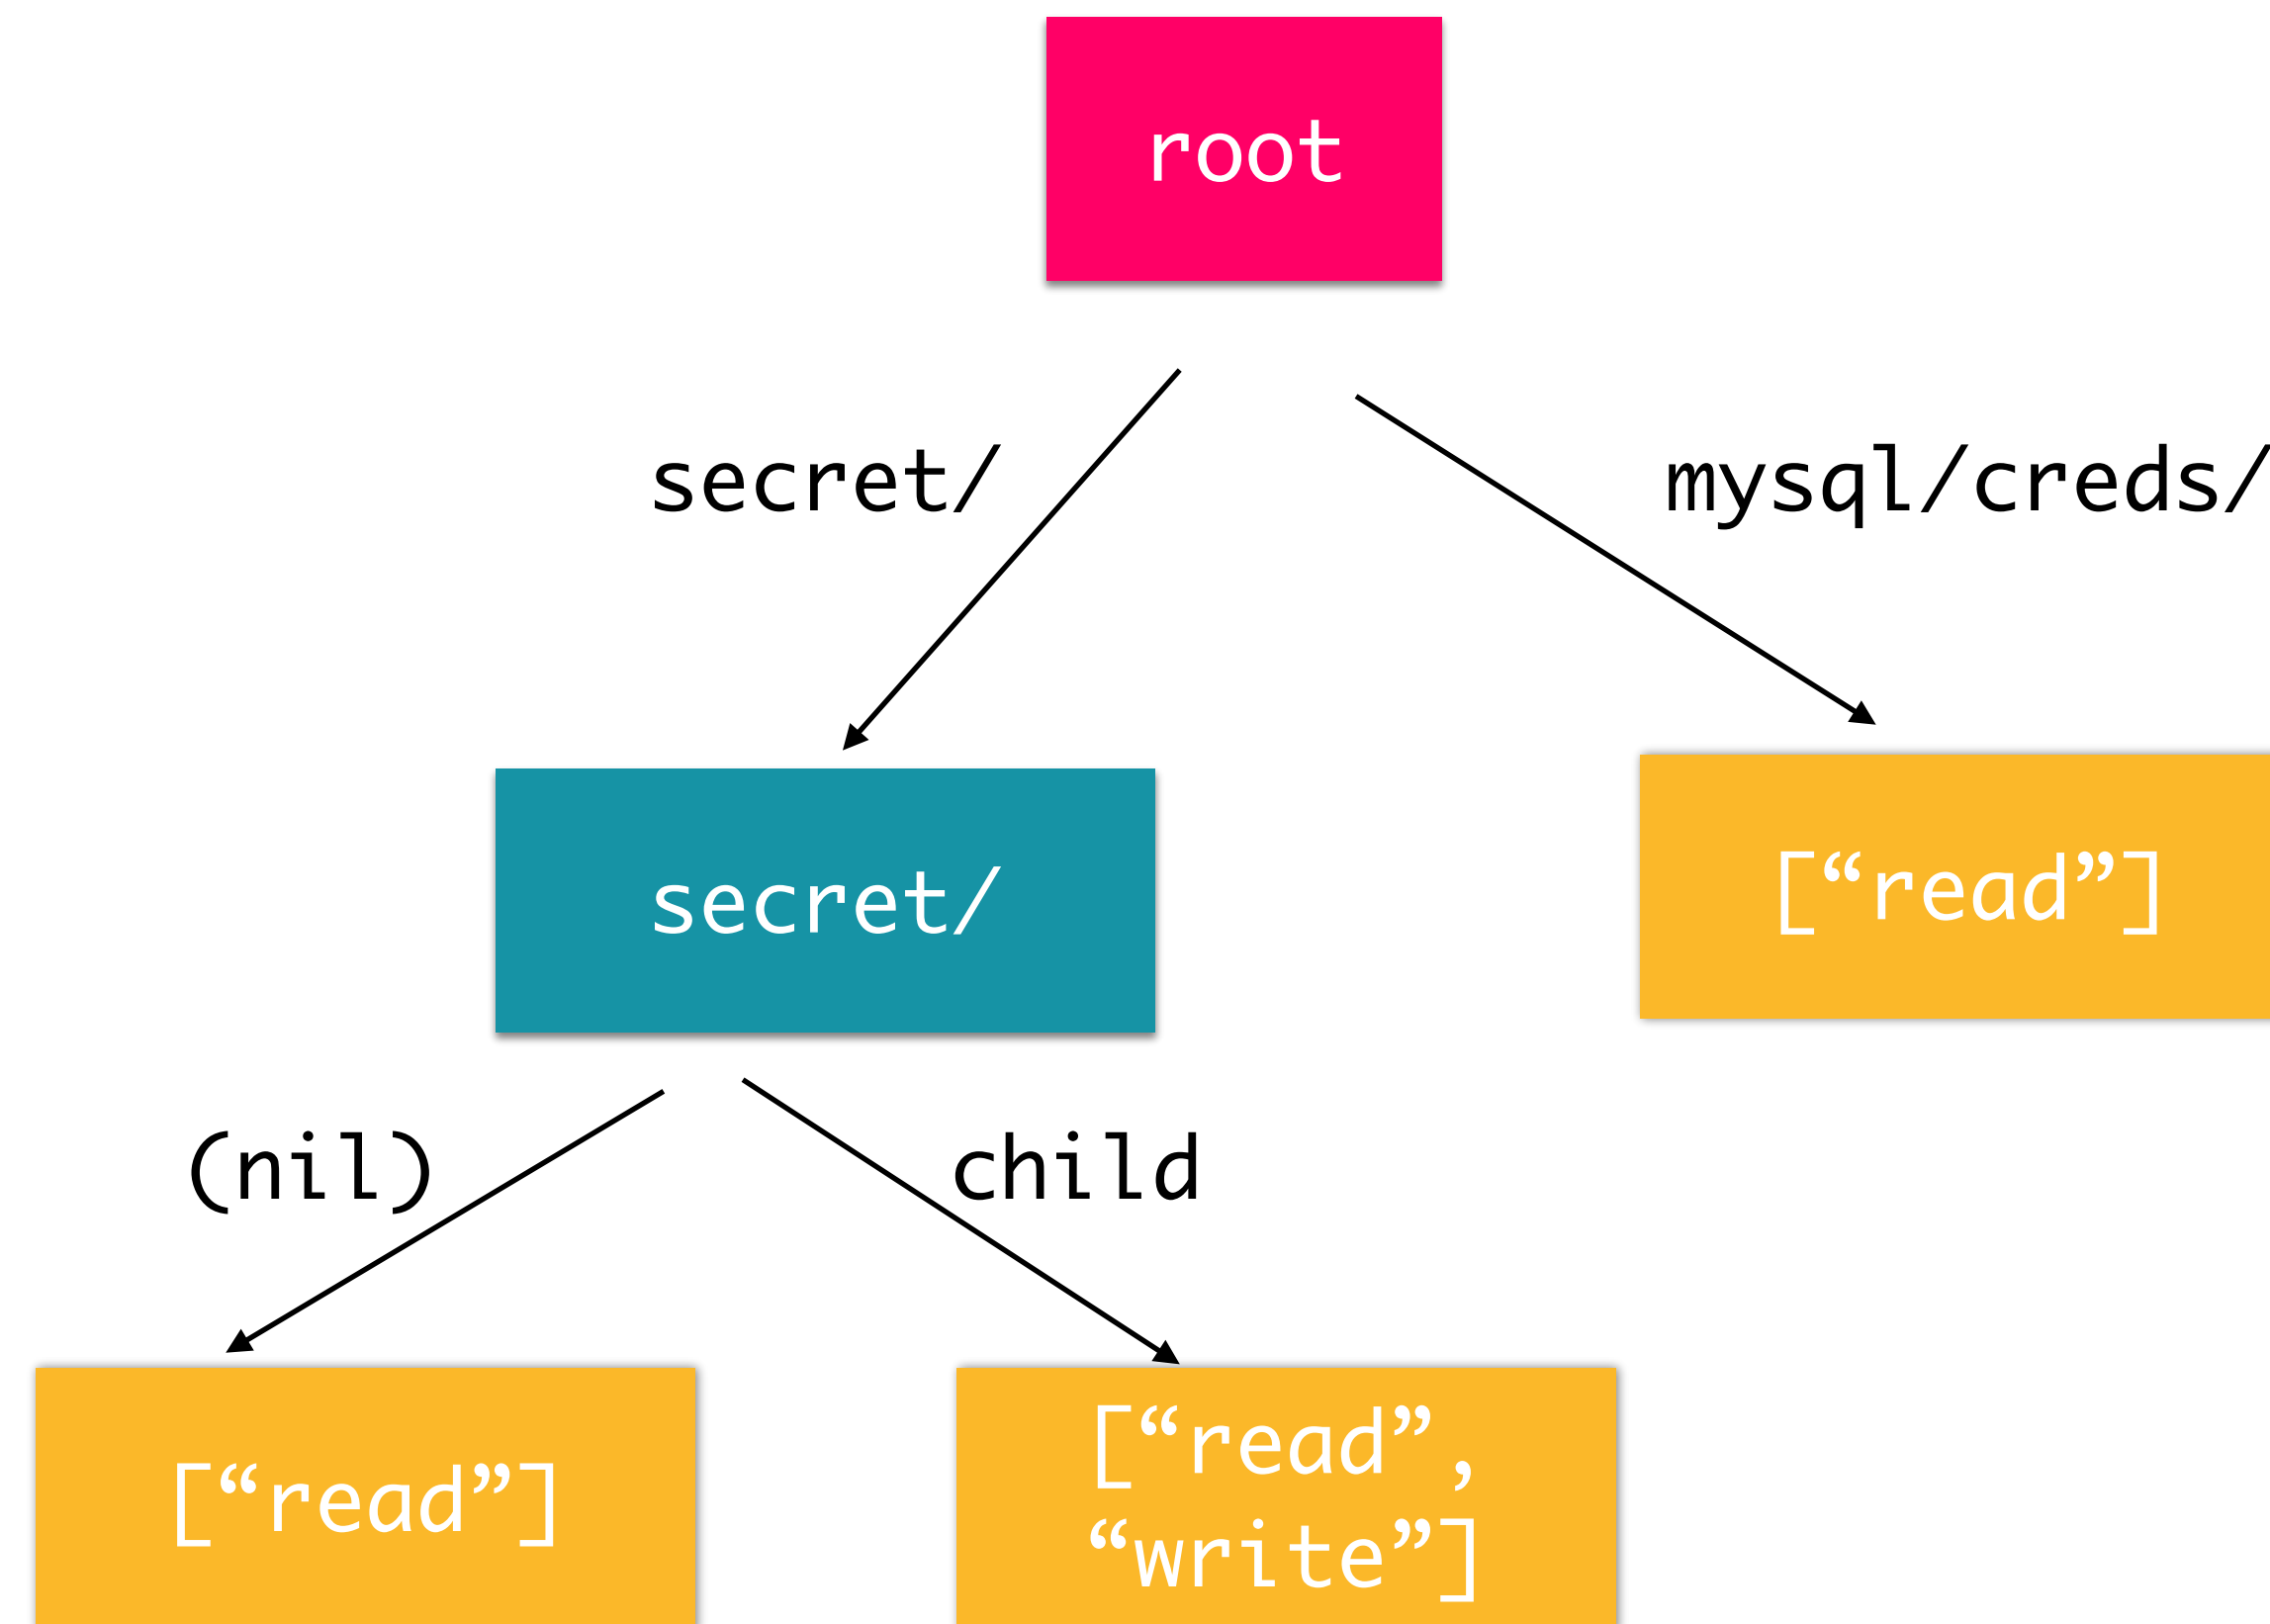 root
secret/
mysql/creds/
secret/
[“read”]
(nil)
child
[“read”]
[“read”,
“write”]